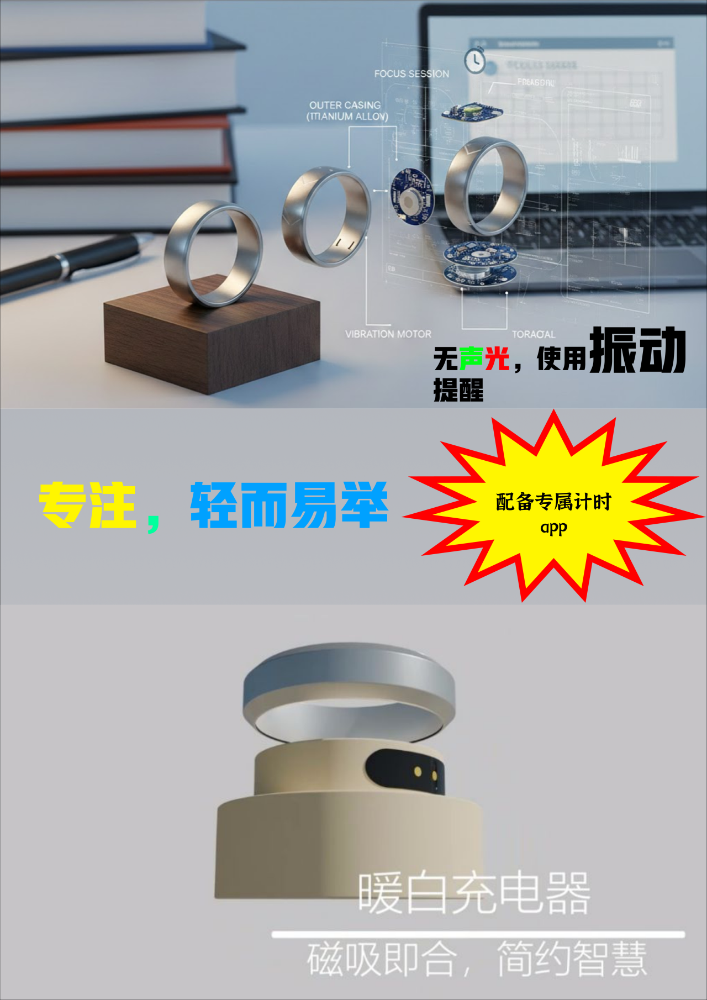 FOCUS SESSION
OUTER CASING
(TITANIUM ALLOY)
VIBRATION MOTOR
TORAOAL
无声光，使用振动
提醒
专注，轻而易举
配备专属计时
app
暖白充电器
磁吸即合，简约智慧